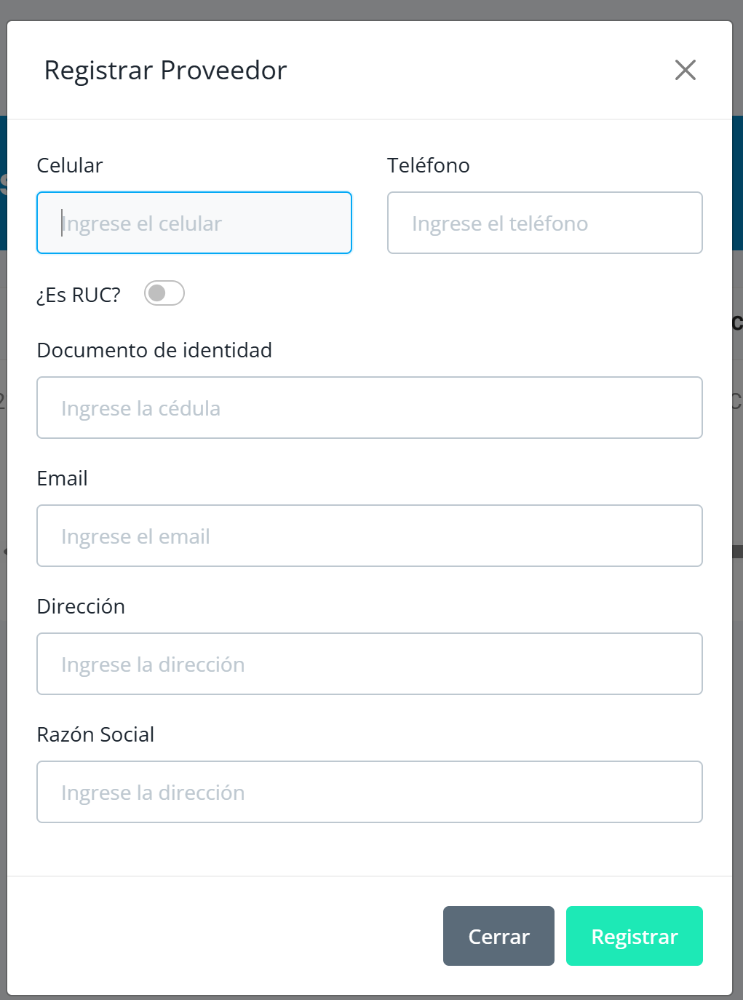 Registrar Proveedor
Celular
Teléfono
Ingrese el celular
Ingrese el teléfono
¿Es RUC?
Documento de identidad
Ingrese la cédula
Email
Ingrese el email
Dirección
Ingrese la dirección
Razón Social
Ingrese la dirección
Cerrar
Registrar